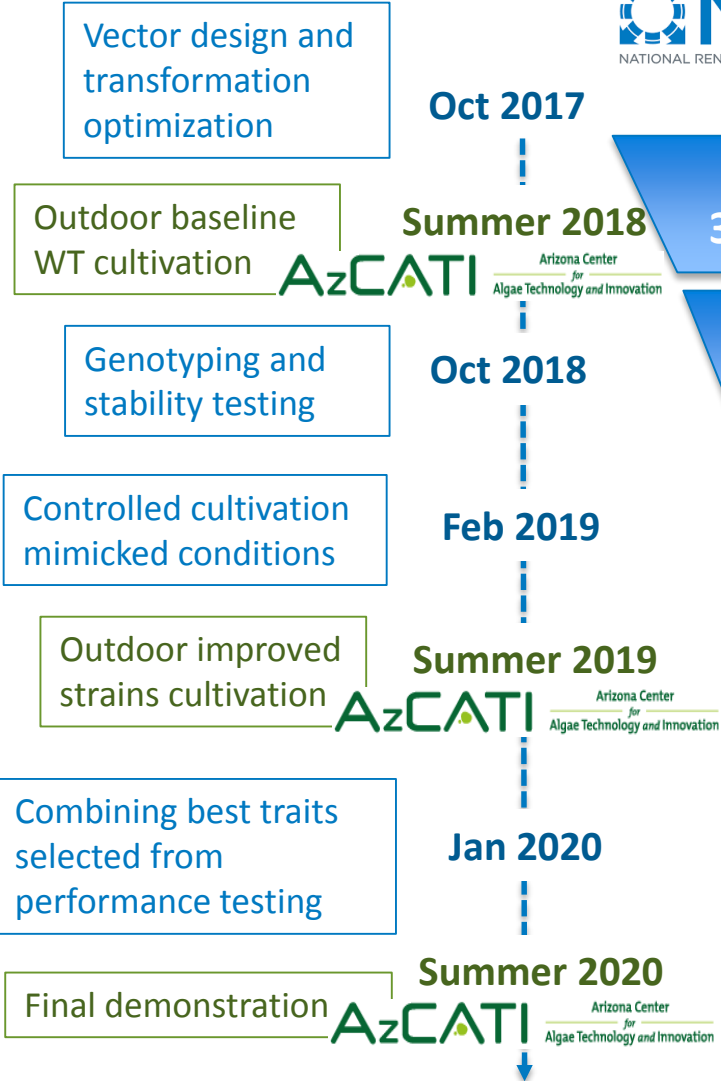 Vector design and
transformation
optimization
NATIONAL REN
Oct 2017
Outdoor baseline
WT cultivation
Summer 2018
AzCATI
Arizona Center
for
Algae Technology and Innovation
3
Genotyping and
stability testing
Oct 2018
Controlled cultivation
mimicked conditions
Feb 2019
Outdoor improved
strains cultivation
Summer 2019
AzCATI
Arizona Center
for
Algae Technology and Innovation
Combining best traits
selected from
performance testing
Jan 2020
Final demonstration
Summer 2020
AzCATI
Arizona Center
for
Algae Technology and Innovation